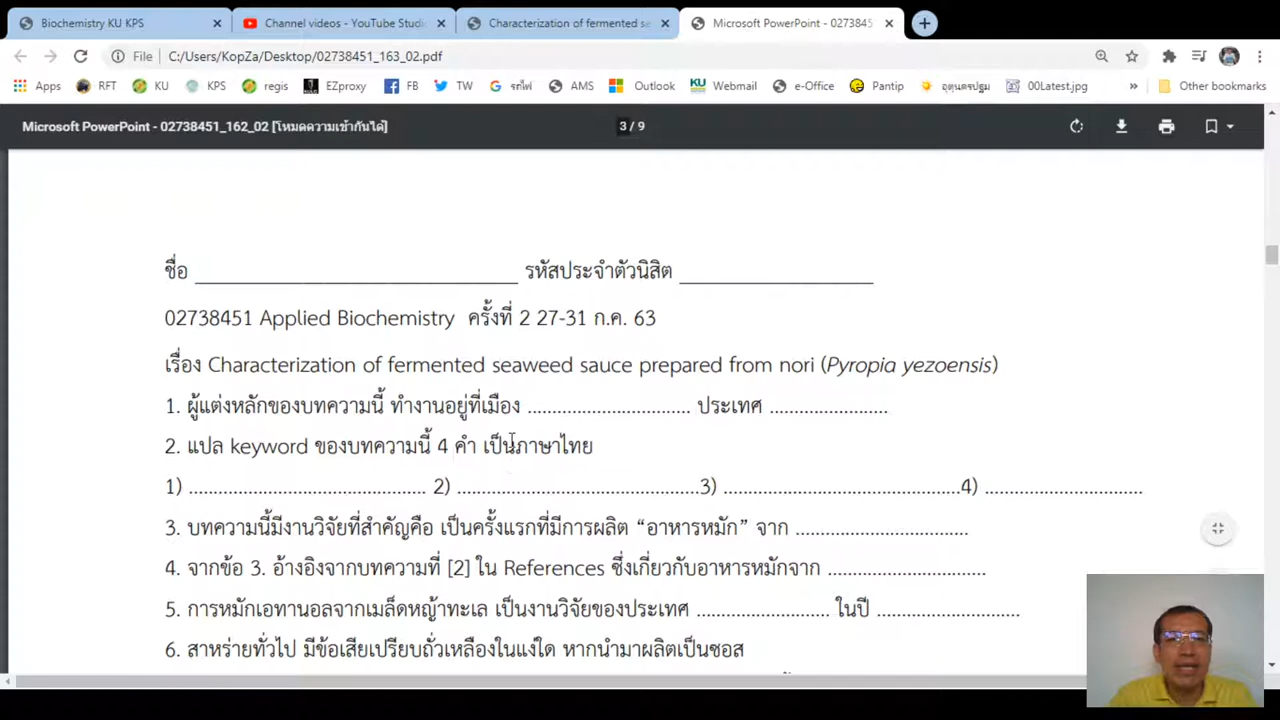 Biochemistry KU KPS
Channel videos - YouTube Studi
Characterization of fermented se
Microsoft PowerPoint - 0273845
File C:/Users/KopZa/Desktop/02738451_163_02.pdf
Apps RFT KU KPS regis EZproxy FB TW รถไฟ AMS Outlook KU Webmail e-Office Pantip อุตุนครปฐม 00Latest.jpg » Other bookmarks
Microsoft PowerPoint - 02738451_162_02 [โหมดความเข้ากันได้] 3 / 9
ชื่อ ______________________________ รหัสประจำตัวนิสิต __________________
02738451 Applied Biochemistry ครั้งที่ 2 27-31 ก.ค. 63
เรื่อง Characterization of fermented seaweed sauce prepared from nori (Pyropia yezoensis)
1. ผู้แต่งหลักของบทความนี้ ทำงานอยู่ที่เมือง ........................................ ประเทศ ............................
2. แปล keyword ของบทความนี้ 4 คำ เป็นภาษาไทย
1) ........................................ 2) ........................................3) ........................................4) ...........................
3. บทความนี้มีงานวิจัยที่สำคัญคือ เป็นครั้งแรกที่มีการผลิต “อาหารหมัก” จาก ........................................
4. จากข้อ 3. อ้างอิงจากบทความที่ [2] ใน References ซึ่งเกี่ยวกับอาหารหมักจาก ........................................
5. การหมักเอทานอลจากเมล็ดหญ้าทะเล เป็นงานวิจัยของประเทศ ................................ ในปี ................................
6. สาหร่ายทั่วไป มีข้อเสียเปรียบถั่วเหลืองในแง่ใด หากนำมาผลิตเป็นซอส